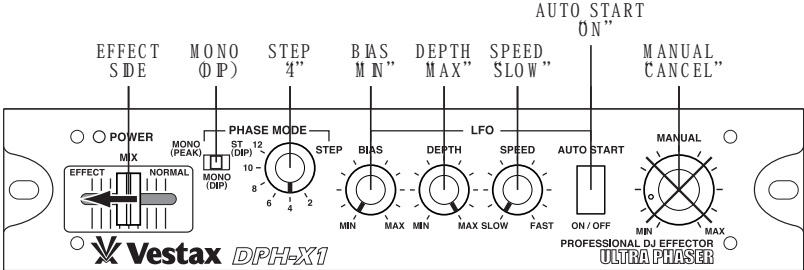 AUTO START
"ON"
EFFECT SIDE
MONO (DIP)
STEP "4"
BIAS "MIN"
DEPTH "MAX"
SPEED "SLOW"
MANUAL "CANCEL"
POWER
MIX
EFFECT
NORMAL
PHASE MODE
MONO (PEAK)
ST (DIP)
MONO (DIP)
STEP
12
10
8
6
4
2
LFO
BIAS
MIN
MAX
DEPTH
MIN
MAX
SPEED
SLOW
FAST
AUTO START
ON / OFF
MANUAL
MIN
MAX
Vestax DPH-X1
PROFESSIONAL DJ EFFECTOR
ULTRA PHASER